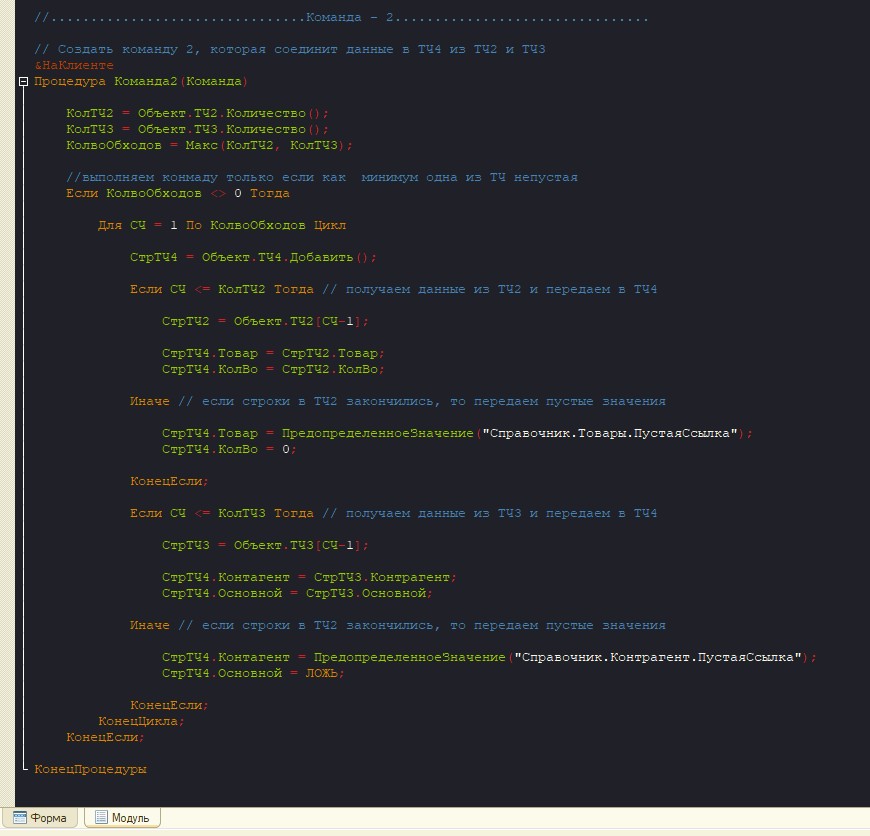 //................................Команда - 2................................
// Создать команду 2, которая соединит данные в ТЧ4 из ТЧ2 и ТЧ3
&НаКлиенте
Процедура Команда2(Команда)
КолТЧ2 = Объект.ТЧ2.Количество();
КолТЧ3 = Объект.ТЧ3.Количество();
КолвоОбходов = Макс(КолТЧ2, КолТЧ3);
//выполняем конмаду только если как  минимум одна из ТЧ непустая
Если КолвоОбходов <> 0 Тогда
Для СЧ = 1 По КолвоОбходов Цикл
СтрТЧ4 = Объект.ТЧ4.Добавить();
Если СЧ <= КолТЧ2 Тогда // получаем данные из ТЧ2 и передаем в ТЧ4
СтрТЧ2 = Объект.ТЧ2[СЧ-1];
СтрТЧ4.Товар = СтрТЧ2.Товар;
СтрТЧ4.КолВо = СтрТЧ2.КолВо;
Иначе // если строки в ТЧ2 закончились, то передаем пустые значения
СтрТЧ4.Товар = ПредопределенноеЗначение("Справочник.Товары.ПустаяСсылка");
СтрТЧ4.КолВо = 0;
КонецЕсли;
Если СЧ <= КолТЧ3 Тогда // получаем данные из ТЧ3 и передаем в ТЧ4
СтрТЧ3 = Объект.ТЧ3[СЧ-1];
СтрТЧ4.Контагент = СтрТЧ3.Контрагент;
СтрТЧ4.Основной = СтрТЧ3.Основной;
Иначе // если строки в ТЧ2 закончились, то передаем пустые значения
СтрТЧ4.Контагент = ПредопределенноеЗначение("Справочник.Контрагент.ПустаяСсылка");
СтрТЧ4.Основной = ЛОЖЬ;
КонецЕсли;
КонецЦикла;
КонецЕсли;
КонецПроцедуры
Форма Модуль